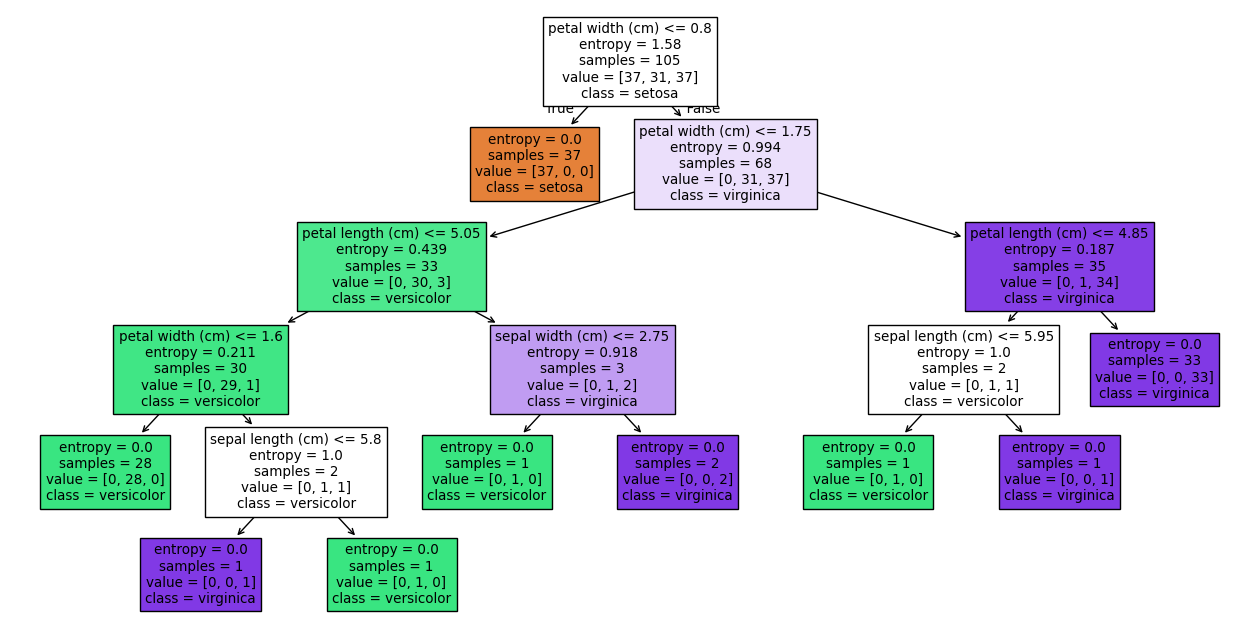 petal width (cm) <= 0.8
entropy = 1.58
samples = 105
value = [37, 31, 37]
class = setosa
True
False
entropy = 0.0
samples = 37
value = [37, 0, 0]
class = setosa
petal width (cm) <= 1.75
entropy = 0.994
samples = 68
value = [0, 31, 37]
class = virginica
petal length (cm) <= 5.05
entropy = 0.439
samples = 33
value = [0, 30, 3]
class = versicolor
petal length (cm) <= 4.85
entropy = 0.187
samples = 35
value = [0, 1, 34]
class = virginica
petal width (cm) <= 1.6
entropy = 0.211
samples = 30
value = [0, 29, 1]
class = versicolor
sepal width (cm) <= 2.75
entropy = 0.918
samples = 3
value = [0, 1, 2]
class = virginica
sepal length (cm) <= 5.95
entropy = 1.0
samples = 2
value = [0, 1, 1]
class = versicolor
entropy = 0.0
samples = 33
value = [0, 0, 33]
class = virginica
entropy = 0.0
samples = 28
value = [0, 28, 0]
class = versicolor
sepal length (cm) <= 5.8
entropy = 1.0
samples = 2
value = [0, 1, 1]
class = versicolor
entropy = 0.0
samples = 1
value = [0, 1, 0]
class = versicolor
entropy = 0.0
samples = 2
value = [0, 0, 2]
class = virginica
entropy = 0.0
samples = 1
value = [0, 1, 0]
class = versicolor
entropy = 0.0
samples = 1
value = [0, 0, 1]
class = virginica
entropy = 0.0
samples = 1
value = [0, 0, 1]
class = virginica
entropy = 0.0
samples = 1
value = [0, 1, 0]
class = versicolor